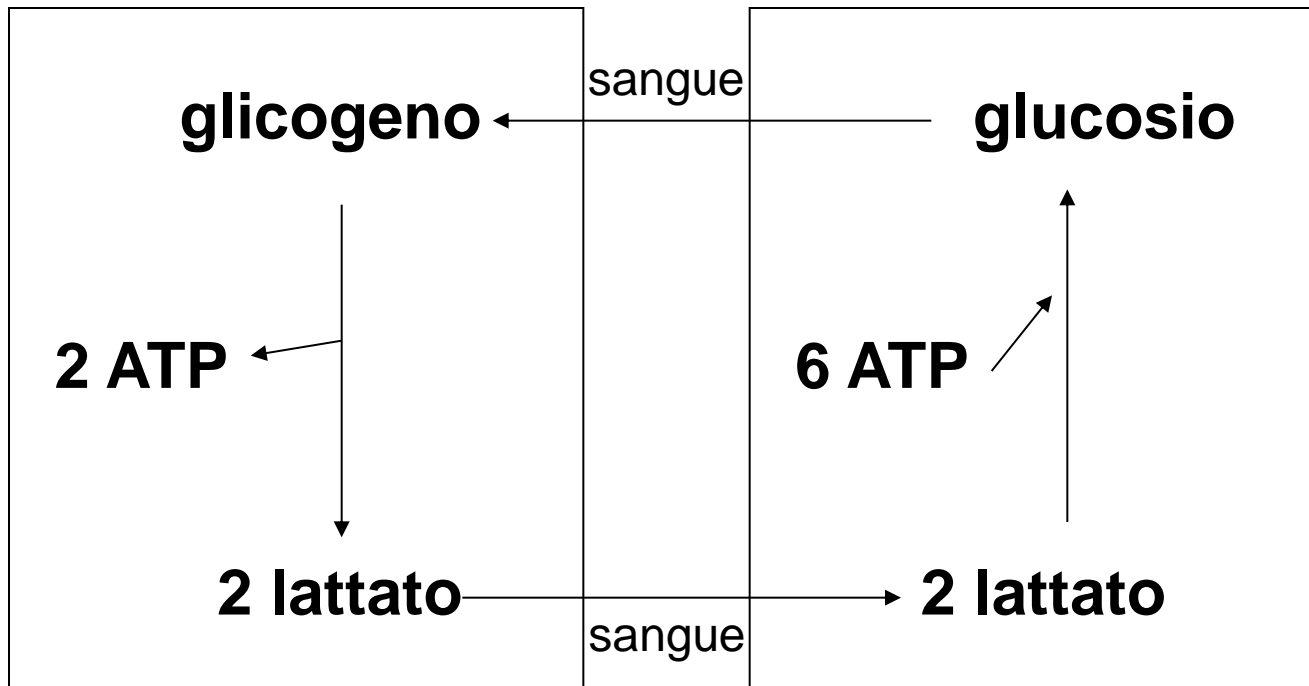 sangue
glicogeno
glucosio
2 ATP
6 ATP
2 lattato
2 lattato
sangue